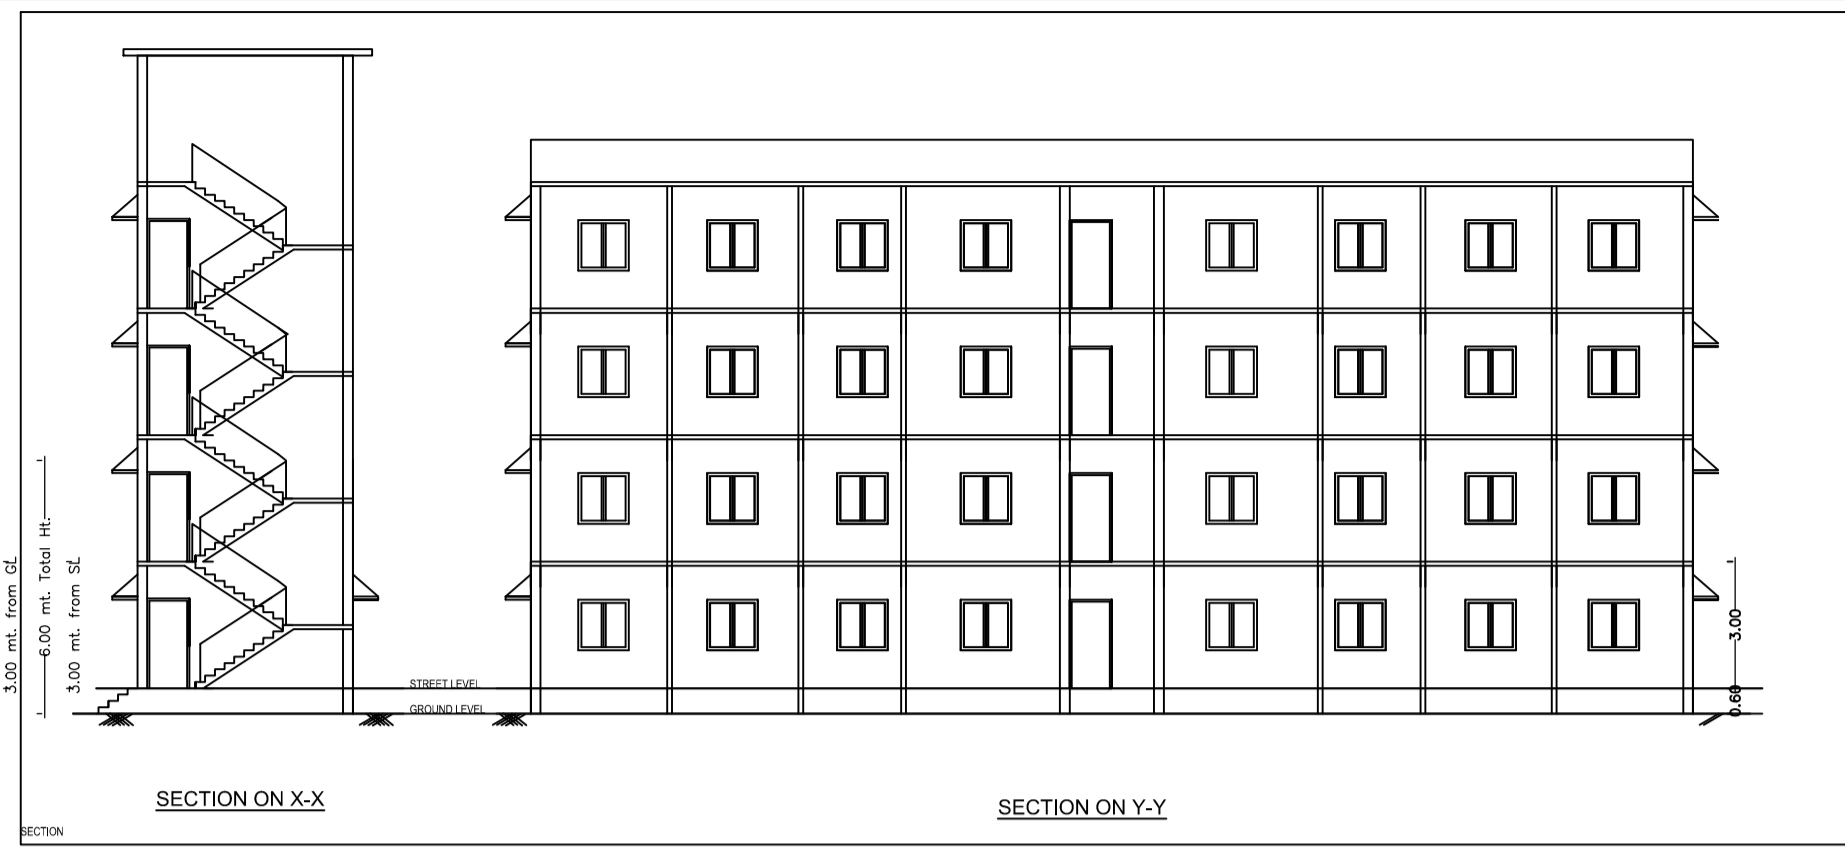 3.00 mt. from GL
6.00 mt. Total Ht.
3.00 mt. from SL
STREET LEVEL
GROUND LEVEL
3.00
0.60
SECTION ON X-X
SECTION ON Y-Y
SECTION